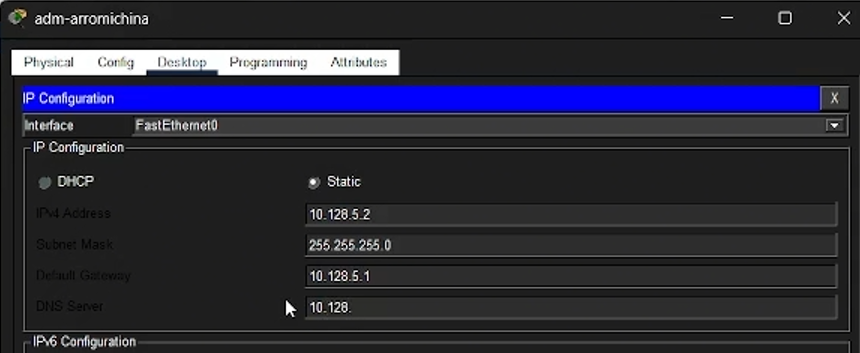 adm-arromichina
Physical Config Desktop Programming Attributes
IP Configuration X
Interface FastEthernet0
IP Configuration
DHCP Static
IPv4 Address 10.128.5.2
Subnet Mask 255.255.255.0
Default Gateway 10.128.5.1
DNS Server 10.128.
IPv6 Configuration